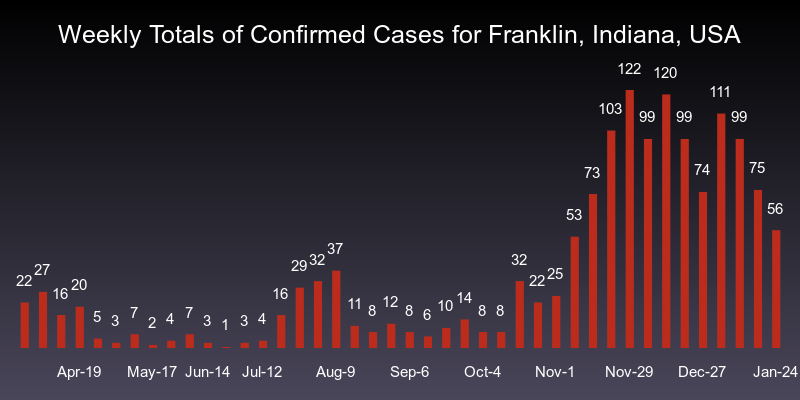 Weekly Totals of Confirmed Cases for Franklin, Indiana, USA
22 27 16 20 5 3 7 2 4 7 3 1 3 4 16 29 32 37 11 8 12 8 6 10 14 8 8 32 22 25 53 73 103 122 99 120 99 74 111 99 75 56
Apr-19 May-17 Jun-14 Jul-12 Aug-9 Sep-6 Oct-4 Nov-1 Nov-29 Dec-27 Jan-24